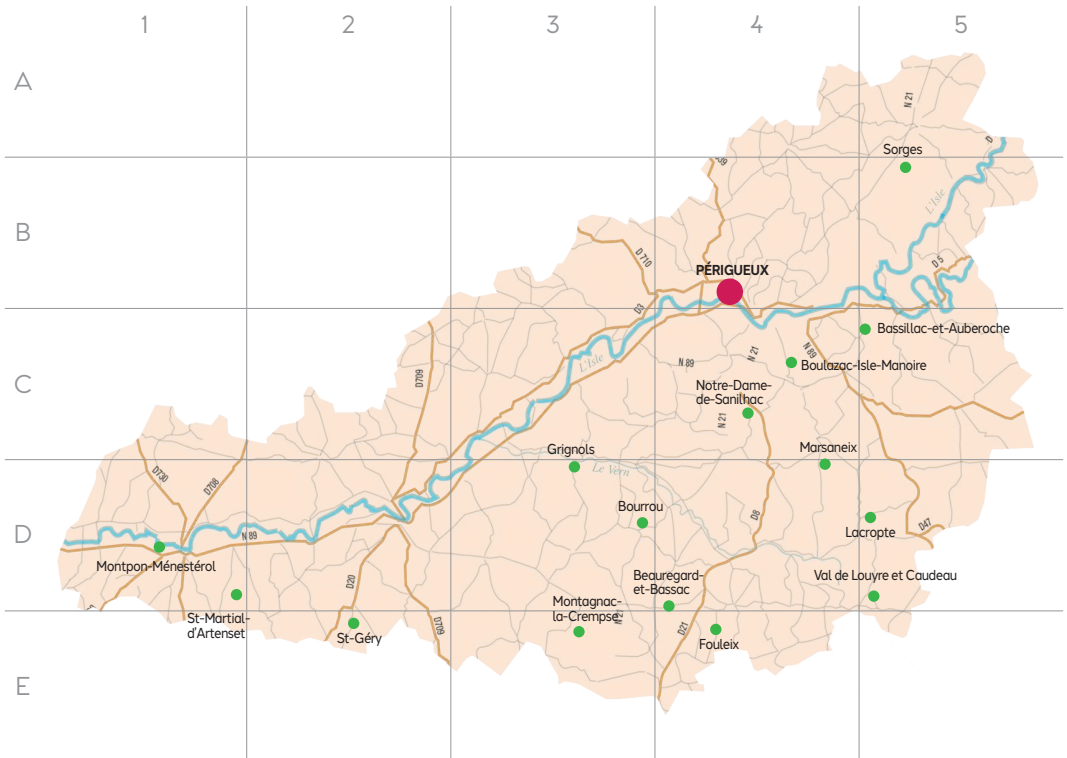 1
2
3
4
5
A
B
C
D
E
N 21
Sorges
D
L'Isle
D 710
PÉRIGUEUX
D 5
D3
Bassillac-et-Auberoche
L'Isle
N 89
N 21
N 89
Boulazac-Isle-Manoire
D709
Notre-Dame-
de-Sanilhac
N 21
Grignols
Marsaneix
Le Vern
D730
D708
Bourrou
D8
N 89
Lacropte
D47
Montpon-Ménestérol
D20
Beauregard-
et-Bassac
Val de Louyre et Caudeau
St-Martial-
d'Artenset
Montagnac-
la-Crempse
N 21
St-Géry
D709
D21
Fouleix